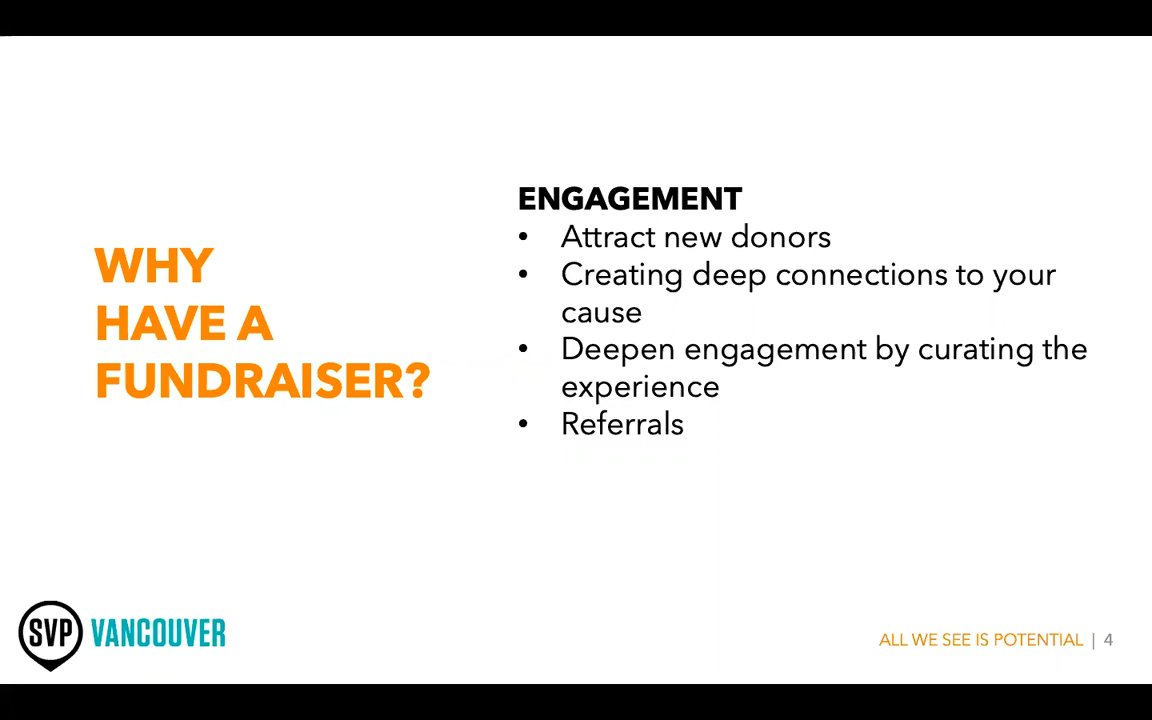 WHY
HAVE A
FUNDRAISER?
ENGAGEMENT
• Attract new donors
• Creating deep connections to your
cause
• Deepen engagement by curating the
experience
• Referrals
SVP VANCOUVER
ALL WE SEE IS POTENTIAL | 4